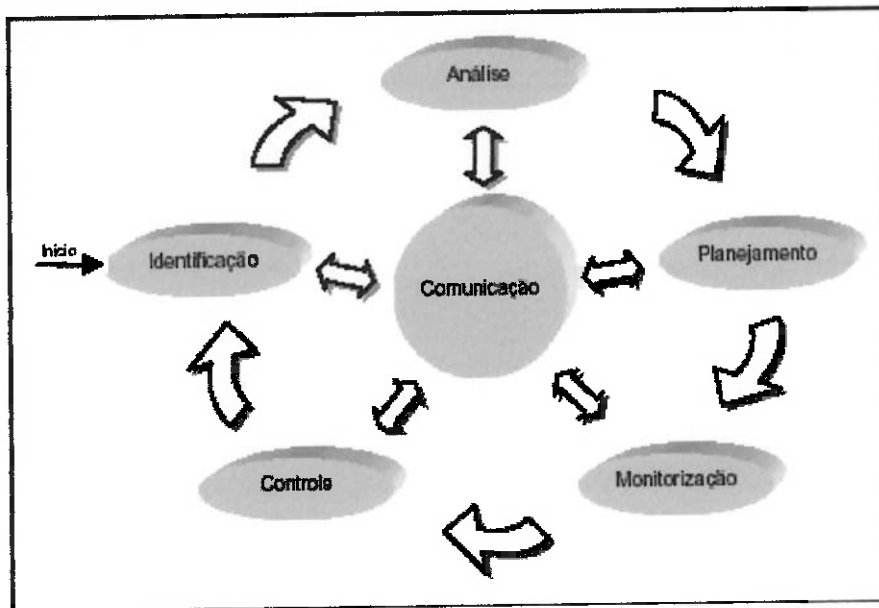 Análise
Início
Identificação
Planejamento
Comunicação
Controle
Monitorização